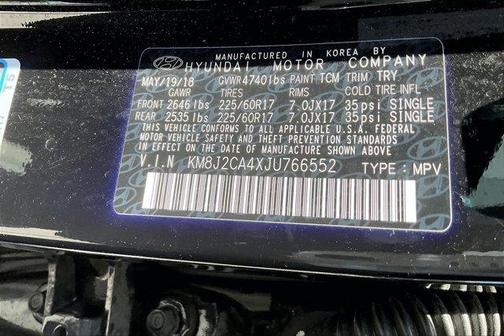 MANUFACTURED IN KOREA BY
HYUNDAI MOTOR COMPANY
MAY/19/18 GVWR4740lbs PAINT TCM TRIM TRY
GAWR TIRES RIMS COLD TIRE INFL
FRONT 2646 lbs 225/60R17 7.0JX17 35psi SINGLE
REAR 2535 lbs 225/60R17 7.0JX17 35psi SINGLE
THIS VEHICLE CONFORMS TO ALL APPLICABLE U.S.A. FEDERAL
MOTOR VEHICLE SAFETY, BUMPER, AND THEFT PREVENTION
STANDARDS IN EFFECT ON THE DATE OF MANUFACTURE SHOWN ABOVE.
V.I.N KM8J2CA4XJU766552 TYPE : MPV